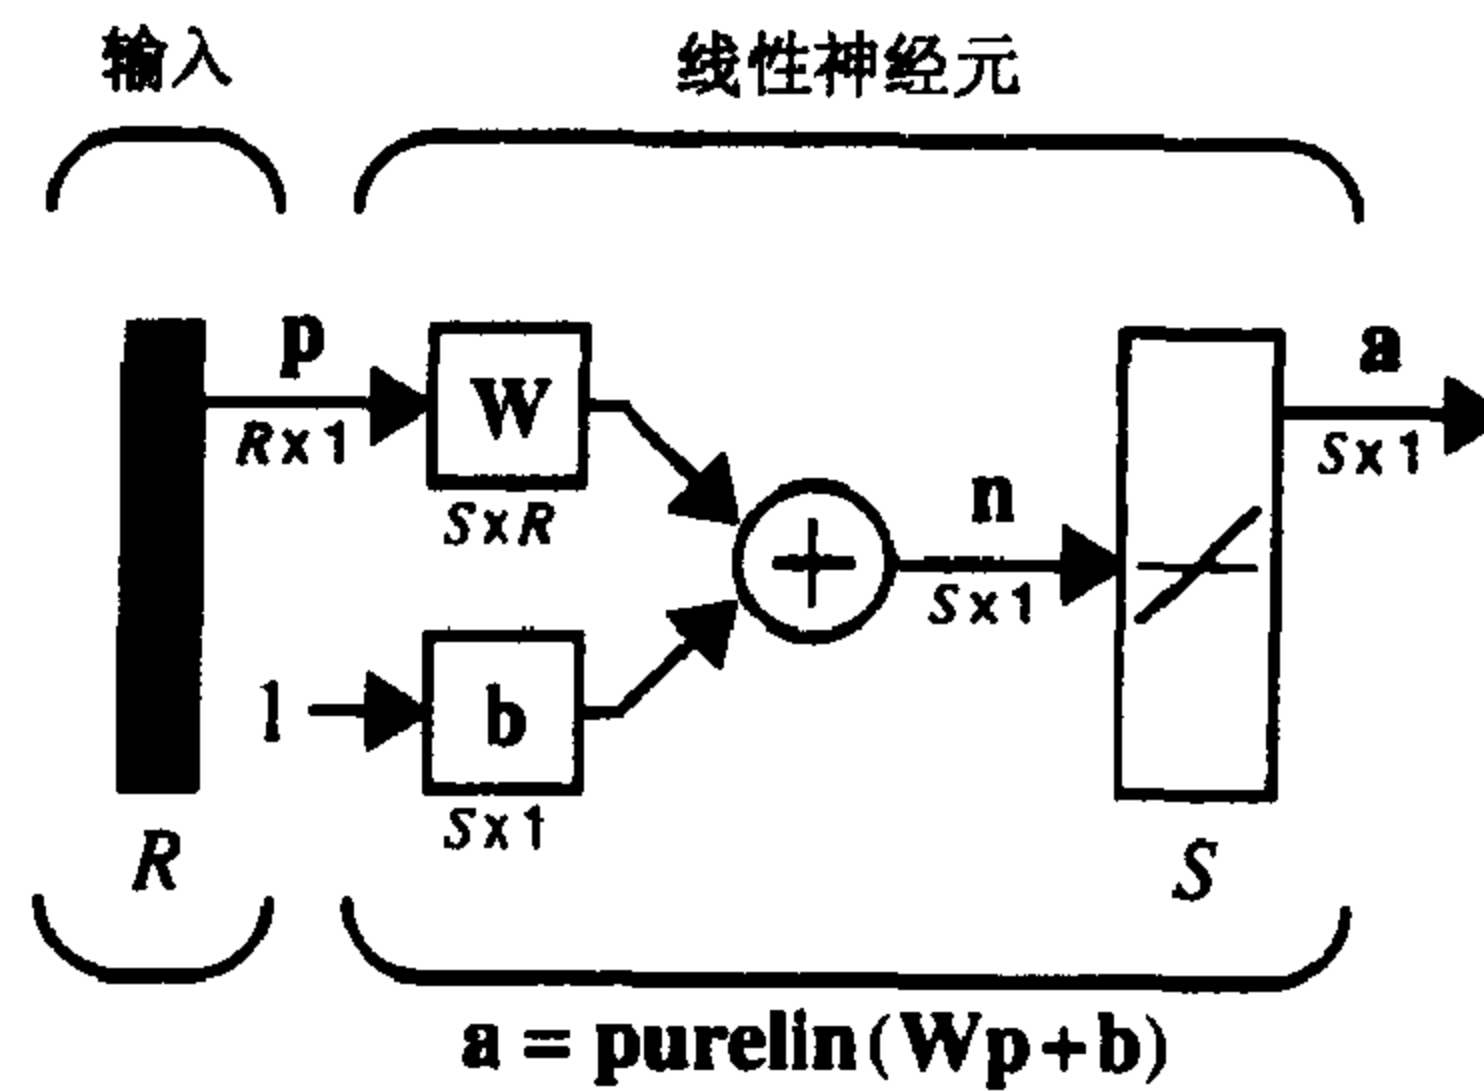 输入 线性神经元
p a
W
R×1 S×1
n
S×R
S×1
1 b
S×1
R S
a = purelin(Wp+b)